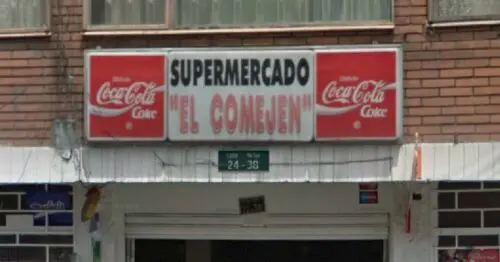 Coca-Cola
Coke
SUPERMERCADO
"EL COMEJEN"
Coca-Cola
Coke
24-38